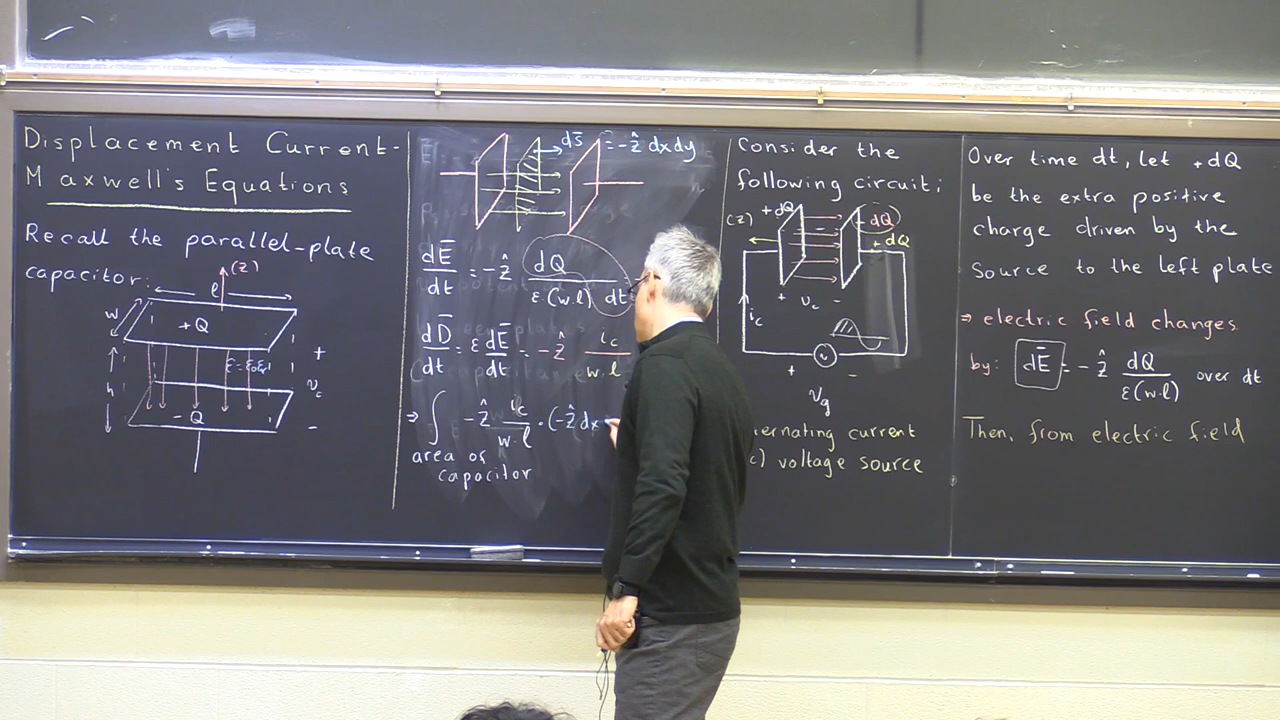 Displacement Current-
Maxwell's Equations
Recall the parallel-plate
capacitor:
(z)
l
w
+Q
h
ε = ε₀εᵣ
+
v_c
-
-Q
ds̄ = -ẑ dxdy
dĒ/dt = -ẑ dQ/(ε·(w·l) dt)
dD̄/dt = ε dĒ/dt = -ẑ i_c/(w·l)
⇒ ∫ -ẑ i_c/(w·l) · (-ẑ dx
area of
capacitor
Consider the
following circuit:
(z)
+dQ
-dQ
+dQ
+ v_c -
i_c
+ -
v_g
ernating current
c) voltage source
Over time dt, let +dQ
be the extra positive
charge driven by the
source to the left plate
⇒ electric field changes
by: dĒ = -ẑ dQ/(ε(w·l)) over dt
Then, from electric field